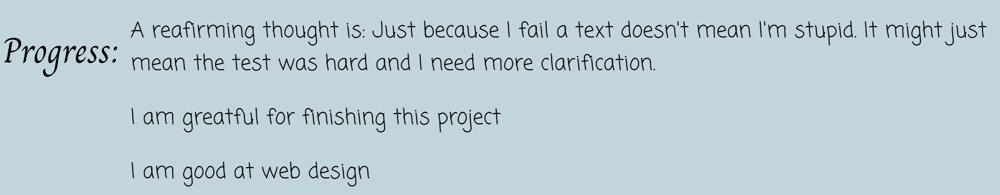 Progress:
A reafirming thought is: Just because I fail a text doesn't mean I'm stupid. It might just
mean the test was hard and I need more clarification.
I am greatful for finishing this project
I am good at web design